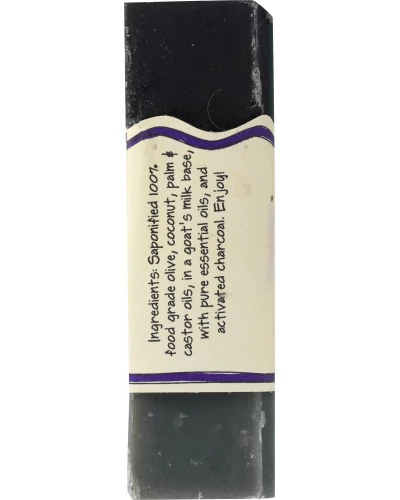 Ingredients: Saponified 100%
food grade olive, coconut, palm &
castor oils, in a goat's milk base,
with pure essential oils, and
activated charcoal. Enjoy!